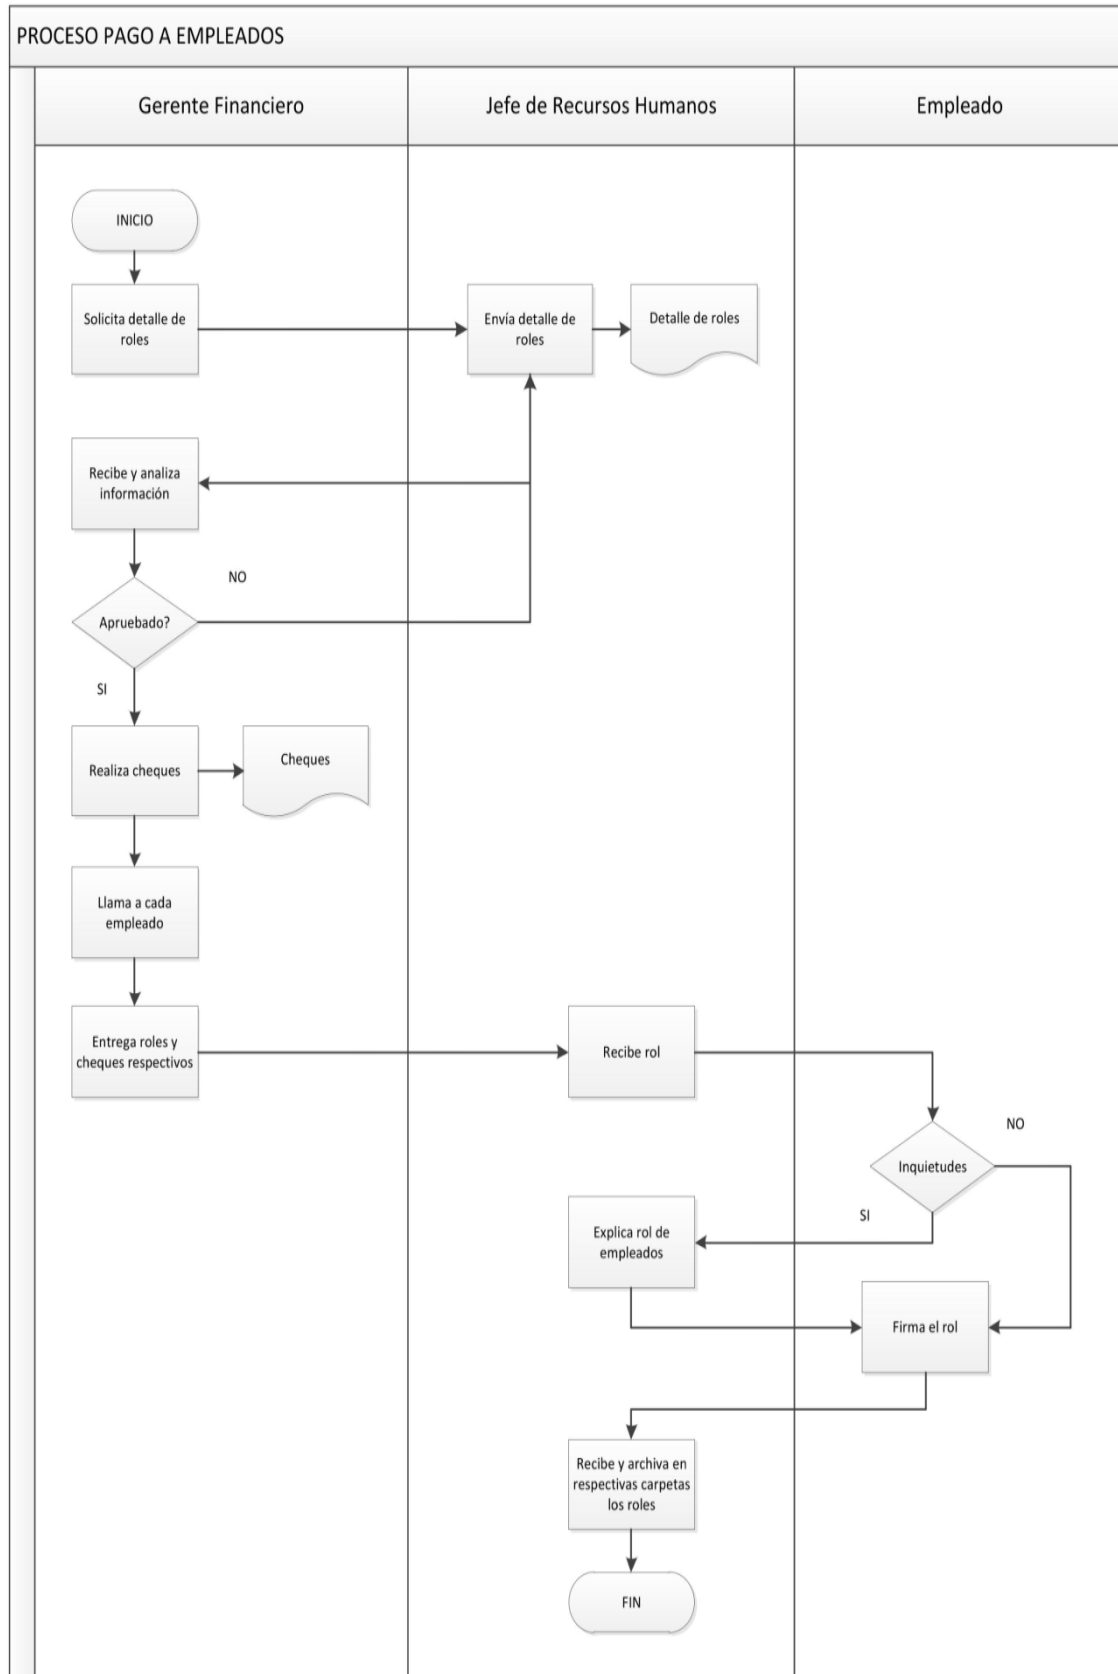 PROCESO PAGO A EMPLEADOS
Gerente Financiero
Jefe de Recursos Humanos
Empleado
INICIO
Solicita detalle de
roles
Envía detalle de
roles
Detalle de roles
Recibe y analiza
información
NO
Apruebado?
SI
Realiza cheques
Cheques
Llama a cada
empleado
Entrega roles y
cheques respectivos
Recibe rol
NO
Inquietudes
SI
Explica rol de
empleados
Firma el rol
Recibe y archiva en
respectivas carpetas
los roles
FIN